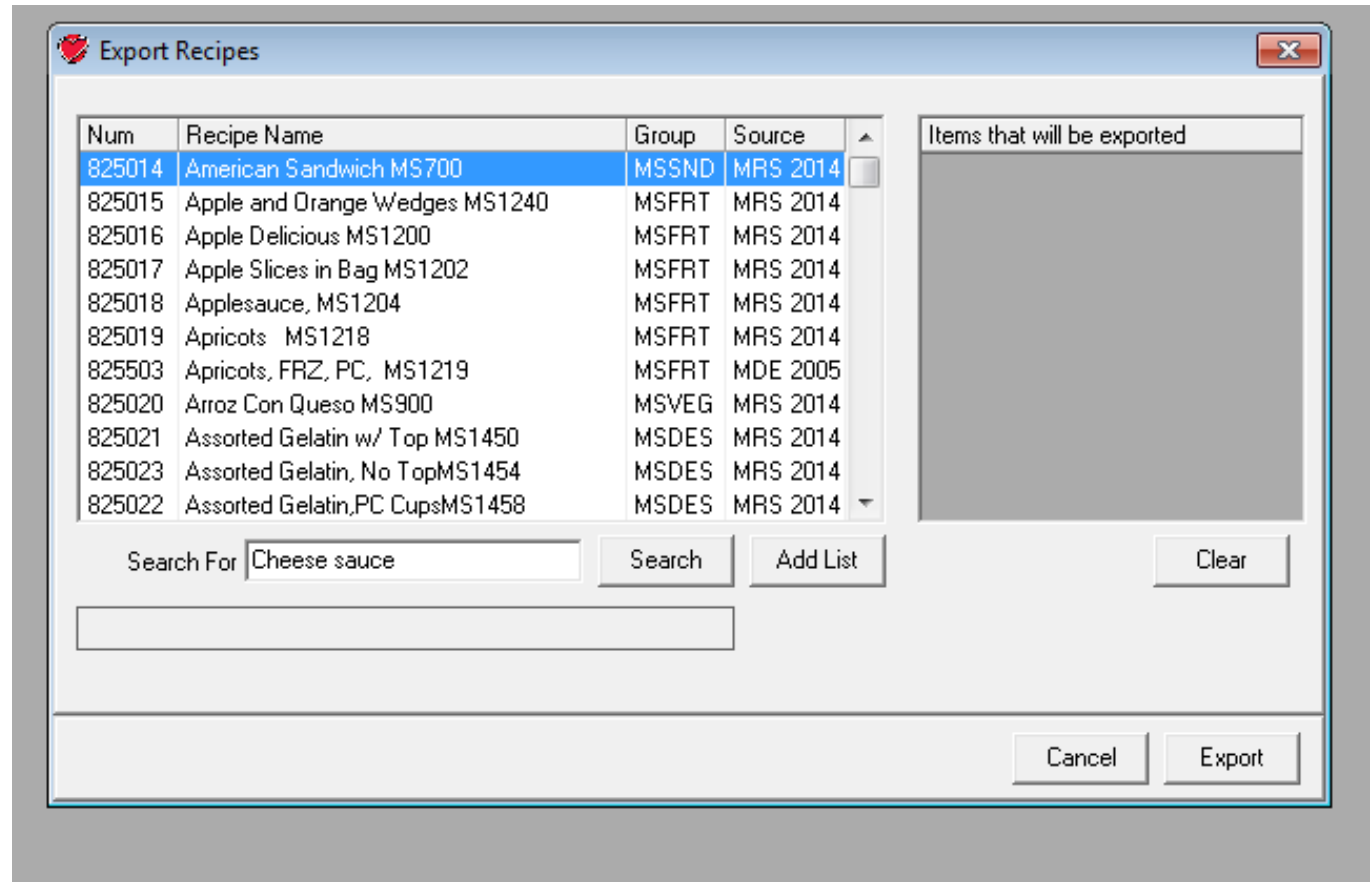 Export Recipes
Num Recipe Name Group Source
825014 American Sandwich MS700 MSSND MRS 2014
825015 Apple and Orange Wedges MS1240 MSFRT MRS 2014
825016 Apple Delicious MS1200 MSFRT MRS 2014
825017 Apple Slices in Bag MS1202 MSFRT MRS 2014
825018 Applesauce, MS1204 MSFRT MRS 2014
825019 Apricots   MS1218 MSFRT MRS 2014
825503 Apricots, FRZ, PC,  MS1219 MSFRT MDE 2005
825020 Arroz Con Queso MS900 MSVEG MRS 2014
825021 Assorted Gelatin w/ Top MS1450 MSDES MRS 2014
825023 Assorted Gelatin, No TopMS1454 MSDES MRS 2014
825022 Assorted Gelatin,PC CupsMS1458 MSDES MRS 2014
Items that will be exported
Search For Cheese sauce Search Add List Clear
Cancel Export